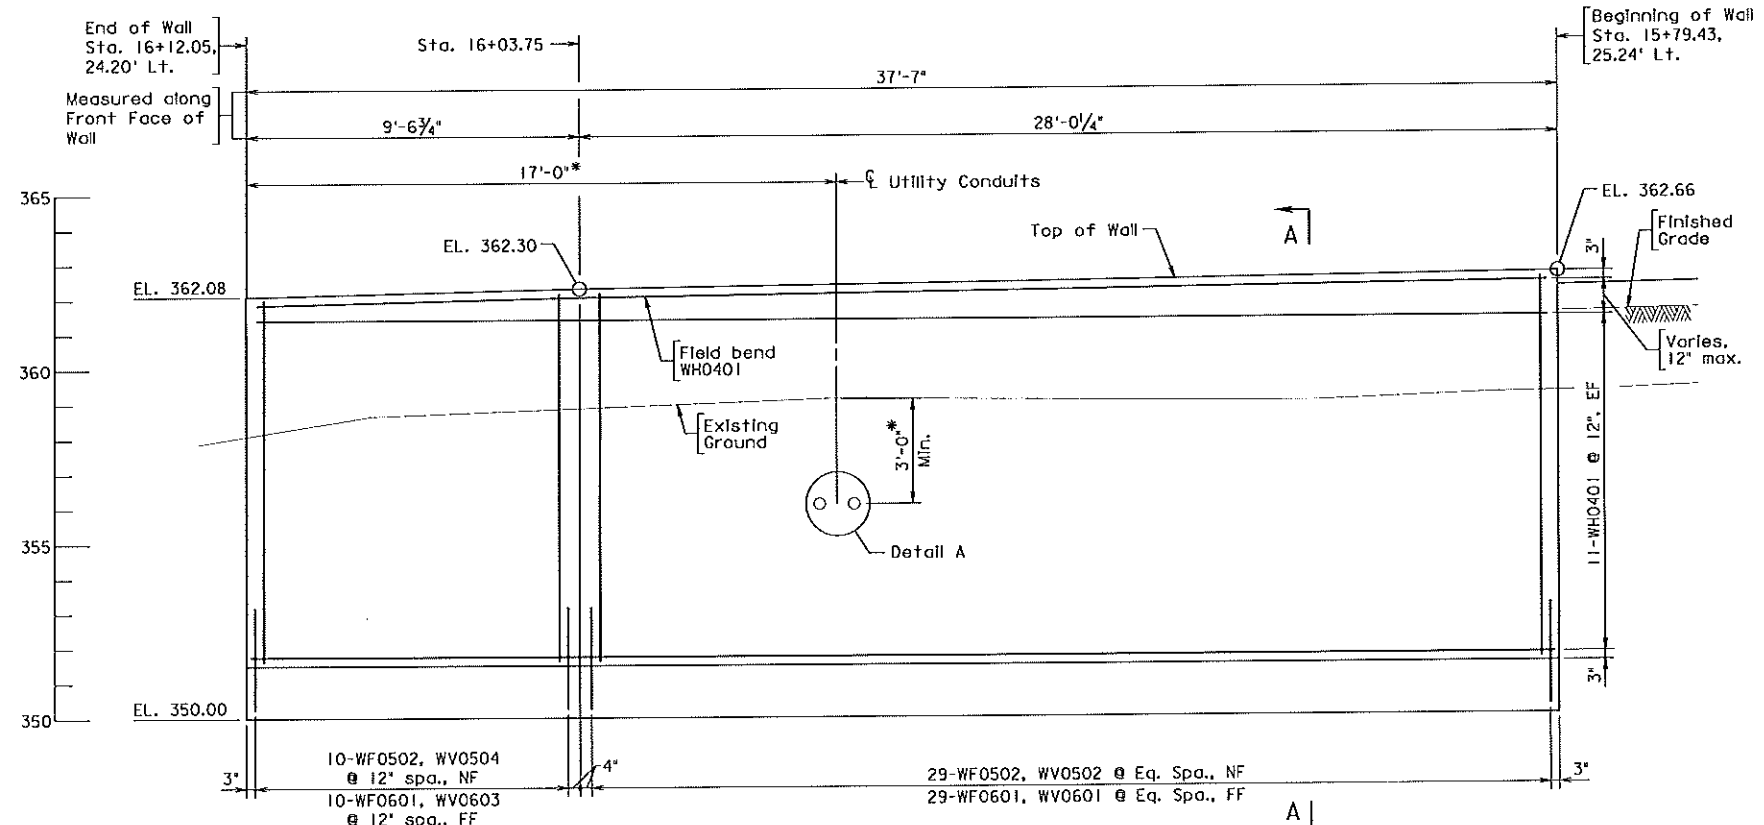 End of Wall
Sta. 16+12.05,
24.20' Lt.
Sta. 16+03.75
Beginning of Wall
Sta. 15+79.43,
25.24' Lt.
37'-7"
Measured along
Front Face of
Wall
9'-6¾"
28'-0¼"
17'-0"*
℄ Utility Conduits
365
EL. 362.66
Finished
Grade
Top of Wall
A
EL. 362.30
3"
EL. 362.08
Field bend
WH0401
Varies,
12" max.
360
Existing
Ground
3'-0"*
Min.
11-WH0401 @ 12", EF
355
Detail A
3"
350
EL. 350.00
10-WF0502, WV0504
@ 12" spa., NF
3"
4"
29-WF0502, WV0502 @ Eq. Spa., NF
3"
10-WF0601, WV0603
@ 12" spa., FF
29-WF0601, WV0601 @ Eq. Spa., FF
A